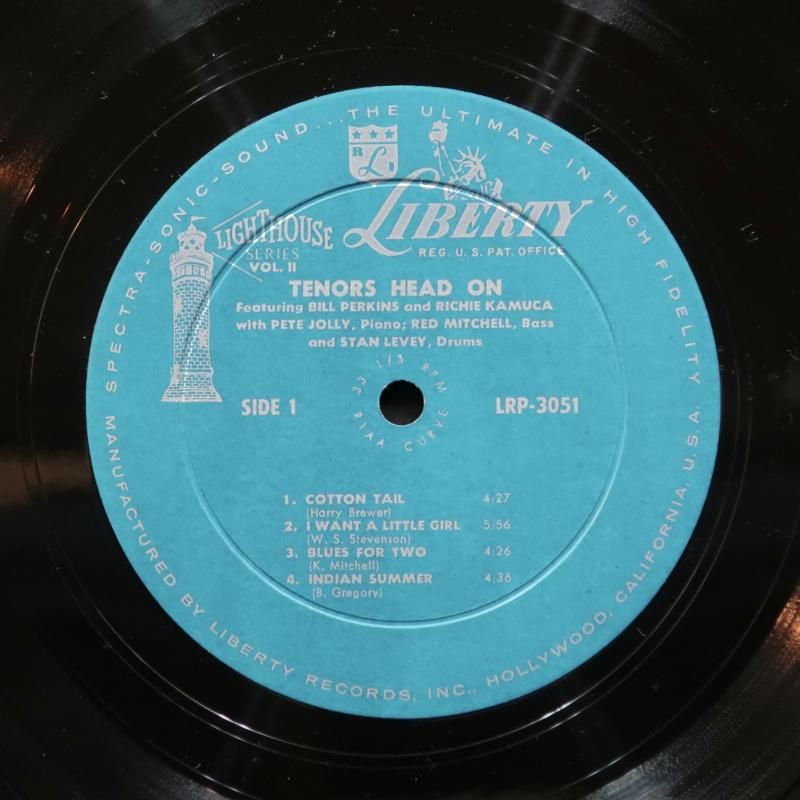 SPECTRA-SONIC-SOUND...THE ULTIMATE IN HIGH FIDELITY
R L I
LIBERTY
REG. U. S. PAT. OFFICE
LIGHTHOUSE
SERIES
VOL. II
TENORS HEAD ON
Featuring BILL PERKINS and RICHIE KAMUCA
with PETE JOLLY, Piano; RED MITCHELL, Bass
and STAN LEVEY, Drums
33 1/3 RPM
SIDE 1
LRP-3051
RIAA CURVE
1. COTTON TAIL 4:27
(Harry Brewer)
2. I WANT A LITTLE GIRL 5:56
(W. S. Stevenson)
3. BLUES FOR TWO 4:26
(K. Mitchell)
4. INDIAN SUMMER 4:36
(B. Gregory)
MANUFACTURED BY LIBERTY RECORDS, INC., HOLLYWOOD, CALIFORNIA, U.S.A.